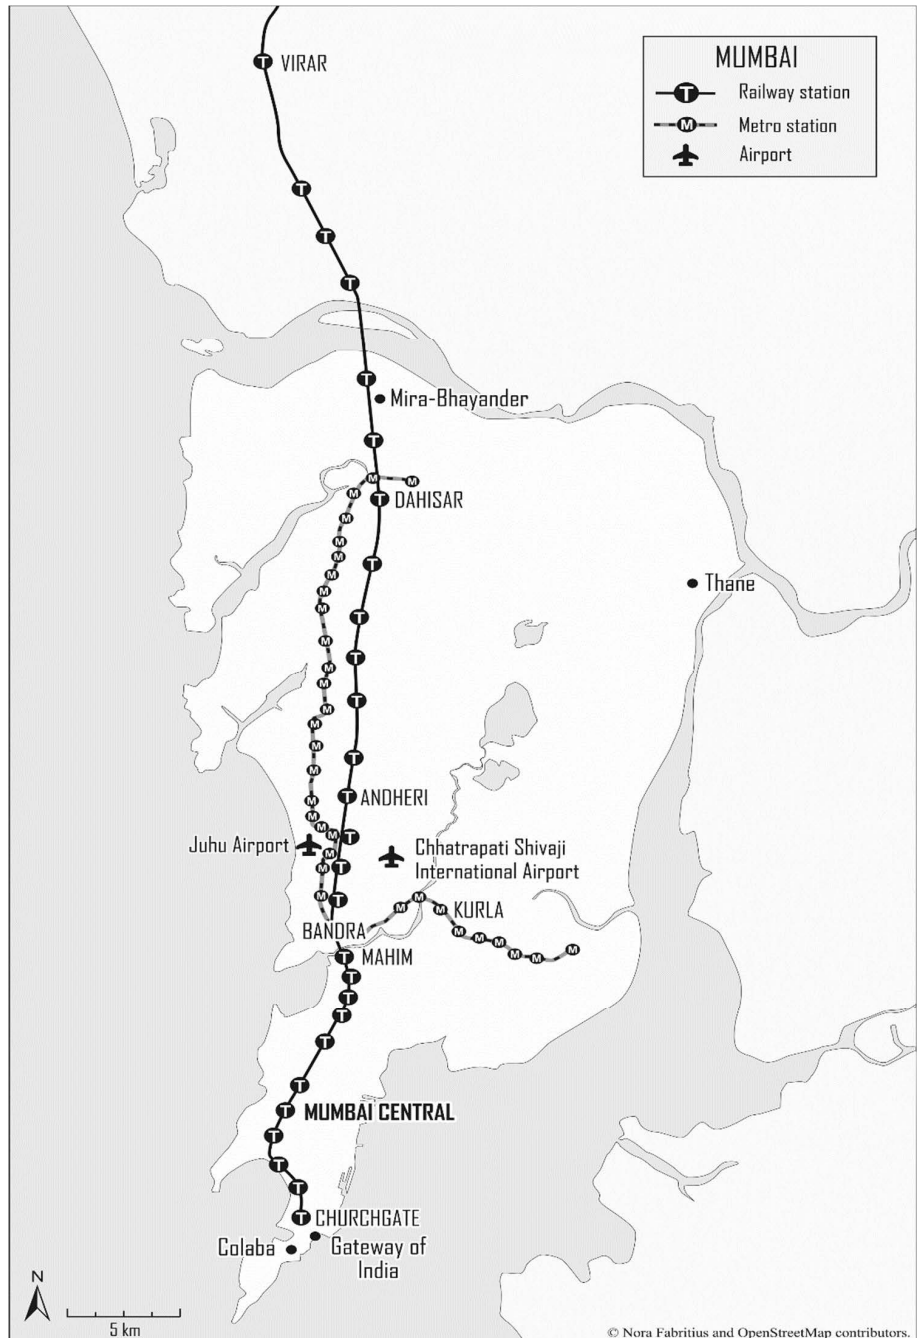 MUMBAI
Railway station
Metro station
Airport
VIRAR
Mira-Bhayander
DAHISAR
Thane
ANDHERI
Juhu Airport
Chhatrapati Shivaji
International Airport
KURLA
BANDRA
MAHIM
MUMBAI CENTRAL
CHURCHGATE
Colaba
Gateway of
India
N
5 km
© Nora Fabritius and OpenStreetMap contributors.